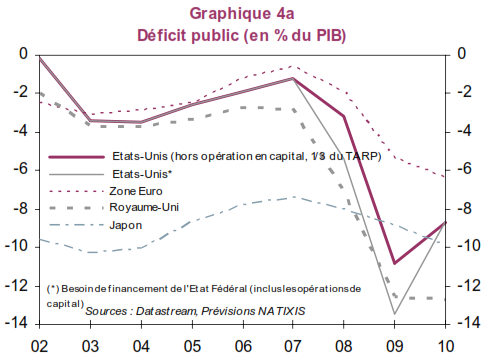 Graphique 4a
Déficit public (en % du PIB)
0 0
-2 -2
-4 -4
-6 -6
-8 -8
-10 -10
-12 -12
-14 -14
Etats-Unis (hors opération en capital, 1/3 du TARP)
Etats-Unis*
Zone Euro
Royaume-Uni
Japon
(*) Besoin de financement de l'Etat Fédéral (inclus les opérations de
capital)
Sources : Datastream, Prévisions NATIXIS
02 03 04 05 06 07 08 09 10